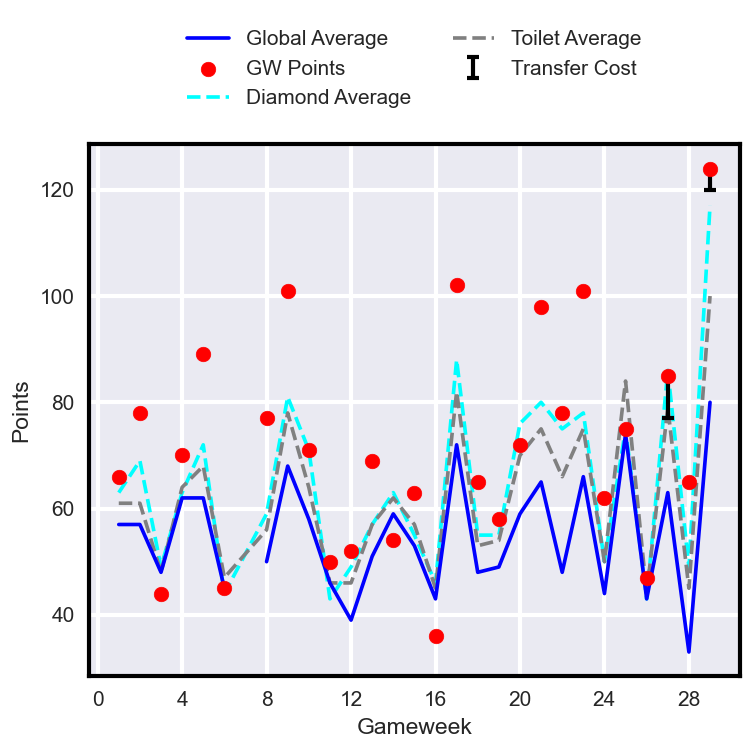 Global Average
GW Points
Diamond Average
Toilet Average
Transfer Cost
Points
120
100
80
60
40
0 4 8 12 16 20 24 28
Gameweek